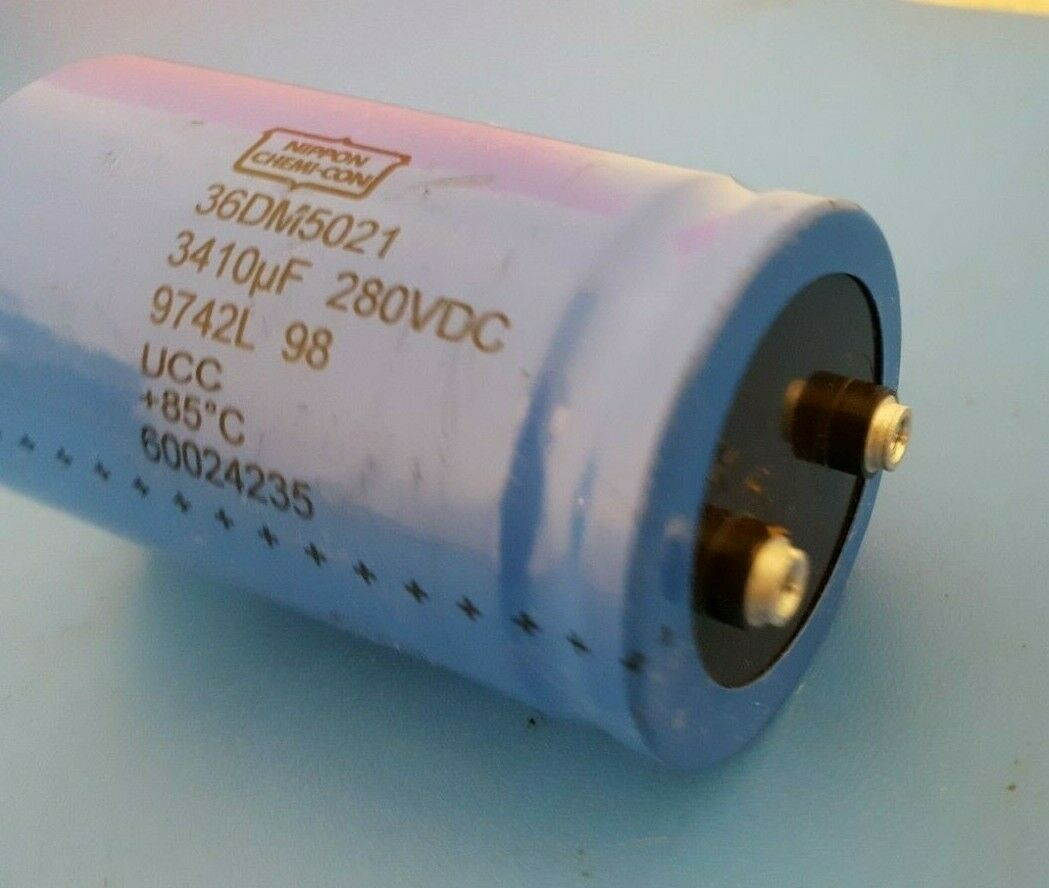 NIPPON
CHEMI-CON
36DM5021
3410µF 280VDC
9742L 98
UCC
+85°C
60024235
+ + + + + + + + + + + + + +